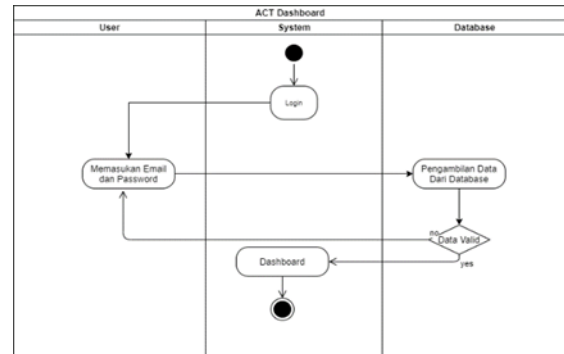 ACT Dashboard
User
System
Database
Login
Memasukan Email
dan Password
Pengambilan Data
Dari Database
no
Data Valid
yes
Dashboard